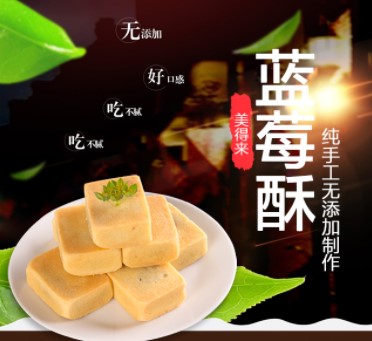 无添加
好口感
吃不腻
吃不腻
蓝莓酥
美得来
纯手工无添加制作